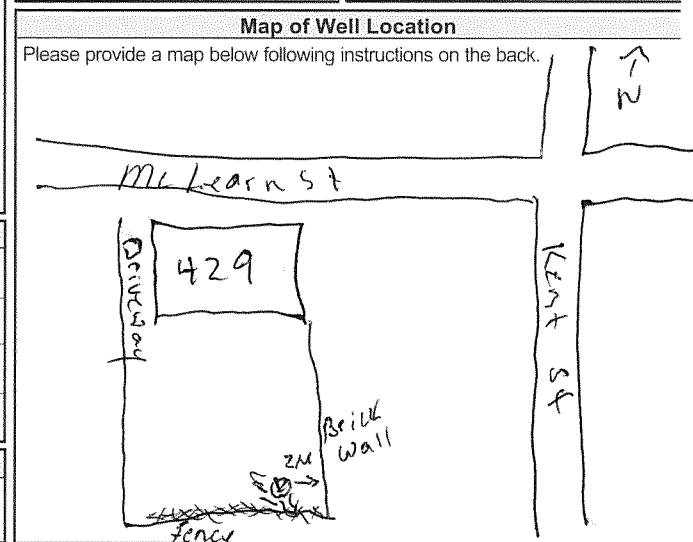 Map of Well Location
Please provide a map below following instructions on the back.
N
McLearn St
Driveway
429
Kent St
Brick
Wall
2M
Fence